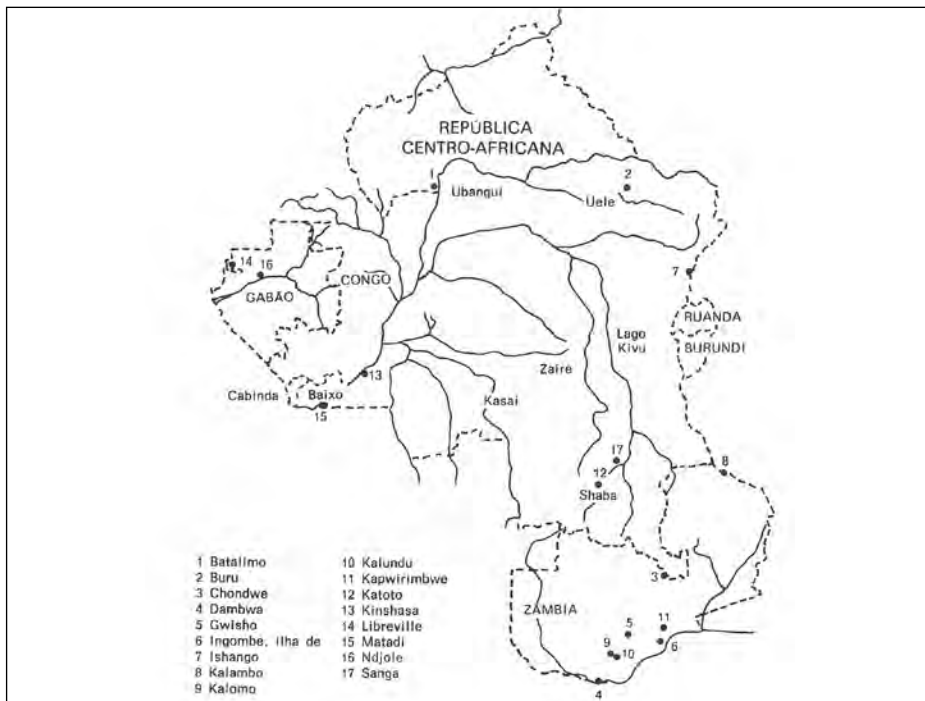 REPÚBLICA
CENTRO-AFRICANA
1
Ubangui
2
Uele
14
16
GABÃO
CONGO
7
RUANDA
BURUNDI
Lago
Kivu
Zaire
13
Cabinda
Baixo
15
Kasai
17
12
8
Shaba
3
ZÂMBIA
5
11
9
10
6
4
1 Batalimo
2 Buru
3 Chondwe
4 Dambwa
5 Gwisho
6 Ingombe, ilha de
7 Ishango
8 Kalambo
9 Kalomo
10 Kalundu
11 Kapwirimbwe
12 Katoto
13 Kinshasa
14 Libreville
15 Matadi
16 Ndjole
17 Sanga